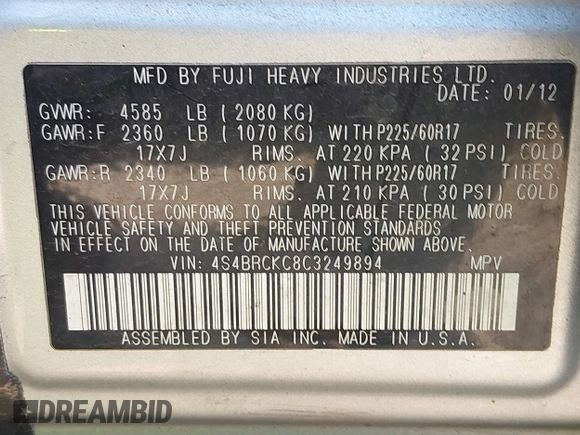 MFD BY FUJI HEAVY INDUSTRIES LTD.
DATE: 01/12
GVWR: 4585 LB ( 2080 KG)
GAWR:F 2360 LB ( 1070 KG) WITH P225/60R17 TIRES.
17X7J RIMS. AT 220 KPA ( 32 PSI) COLD
GAWR:R 2340 LB ( 1060 KG) WITH P225/60R17 TIRES.
17X7J RIMS. AT 210 KPA ( 30 PSI) COLD
THIS VEHICLE CONFORMS TO ALL APPLICABLE FEDERAL MOTOR
VEHICLE SAFETY AND THEFT PREVENTION STANDARDS
IN EFFECT ON THE DATE OF MANUFACTURE SHOWN ABOVE.
VIN: 4S4BRCKC8C3249894 MPV
ASSEMBLED BY SIA INC. MADE IN U.S.A.
DREAMBID